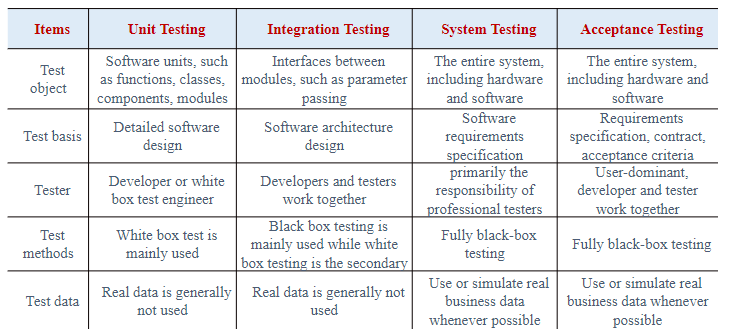 Items Unit Testing Integration Testing System Testing Acceptance Testing
Test object
Software units, such as functions, classes, components, modules
Interfaces between modules, such as parameter passing
The entire system, including hardware and software
The entire system, including hardware and software
Test basis
Detailed software design
Software architecture design
Software requirements specification
Requirements specification, contract, acceptance criteria
Tester
Developer or white box test engineer
Developers and testers work together
primarily the responsibility of professional testers
User-dominant, developer and tester work together
Test methods
White box test is mainly used
Black box testing is mainly used while white box testing is the secondary
Fully black-box testing
Fully black-box testing
Test data
Real data is generally not used
Real data is generally not used
Use or simulate real business data whenever possible
Use or simulate real business data whenever possible